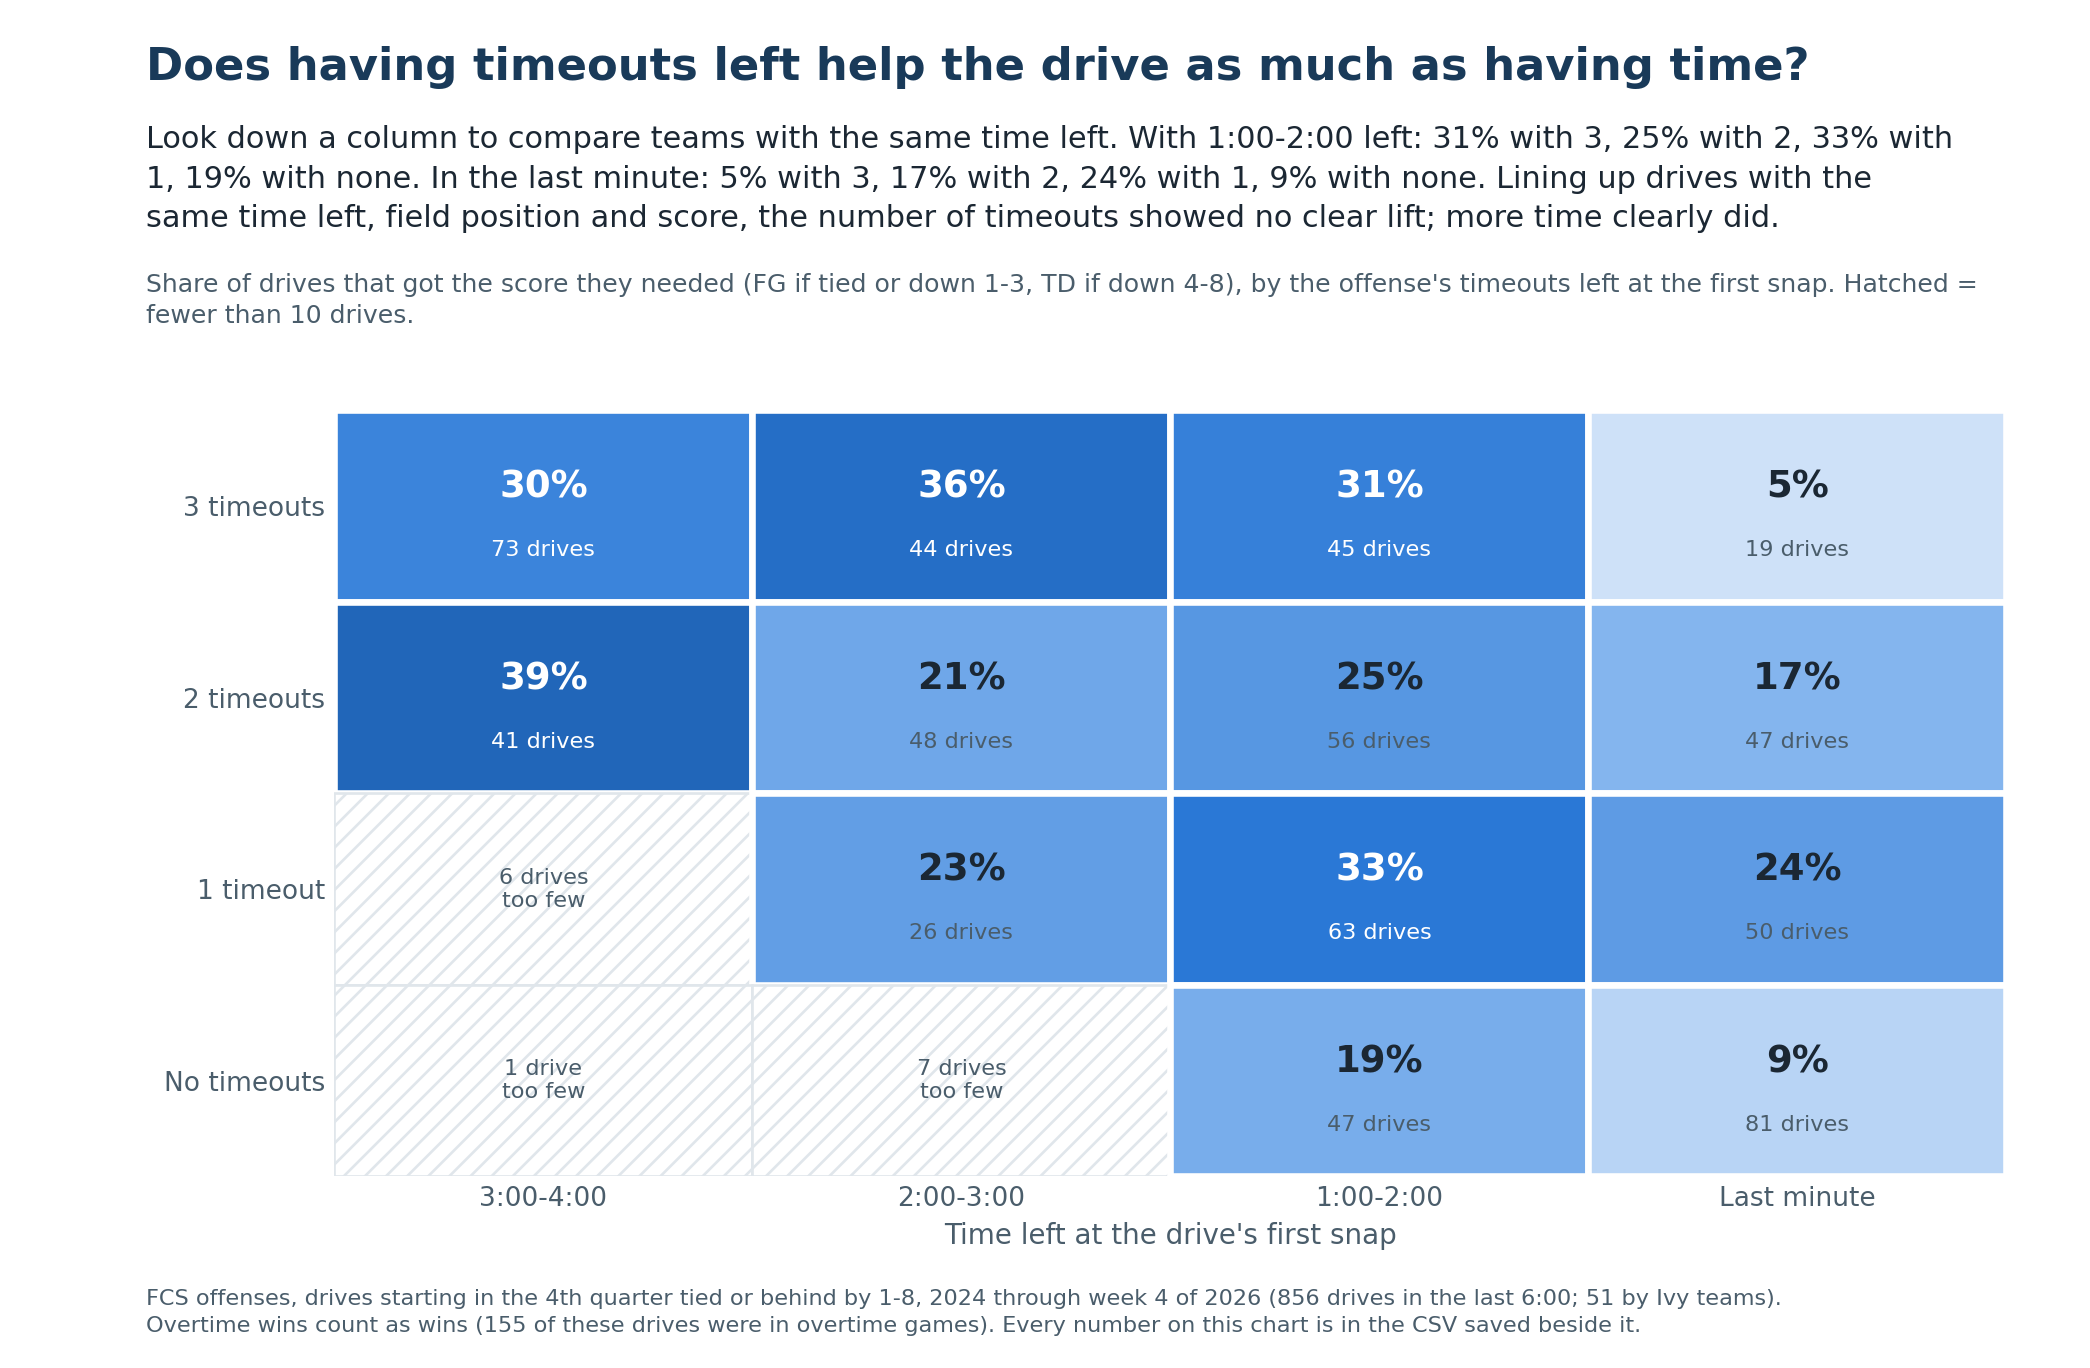 Does having timeouts left help the drive as much as having time?
Look down a column to compare teams with the same time left. With 1:00-2:00 left: 31% with 3, 25% with 2, 33% with
1, 19% with none. In the last minute: 5% with 3, 17% with 2, 24% with 1, 9% with none. Lining up drives with the
same time left, field position and score, the number of timeouts showed no clear lift; more time clearly did.
Share of drives that got the score they needed (FG if tied or down 1-3, TD if down 4-8), by the offense's timeouts left at the first snap. Hatched =
fewer than 10 drives.
3 timeouts
30%
73 drives
36%
44 drives
31%
45 drives
5%
19 drives
2 timeouts
39%
41 drives
21%
48 drives
25%
56 drives
17%
47 drives
1 timeout
6 drives
too few
23%
26 drives
33%
63 drives
24%
50 drives
No timeouts
1 drive
too few
7 drives
too few
19%
47 drives
9%
81 drives
3:00-4:00
2:00-3:00
1:00-2:00
Last minute
Time left at the drive's first snap
FCS offenses, drives starting in the 4th quarter tied or behind by 1-8, 2024 through week 4 of 2026 (856 drives in the last 6:00; 51 by Ivy teams).
Overtime wins count as wins (155 of these drives were in overtime games). Every number on this chart is in the CSV saved beside it.